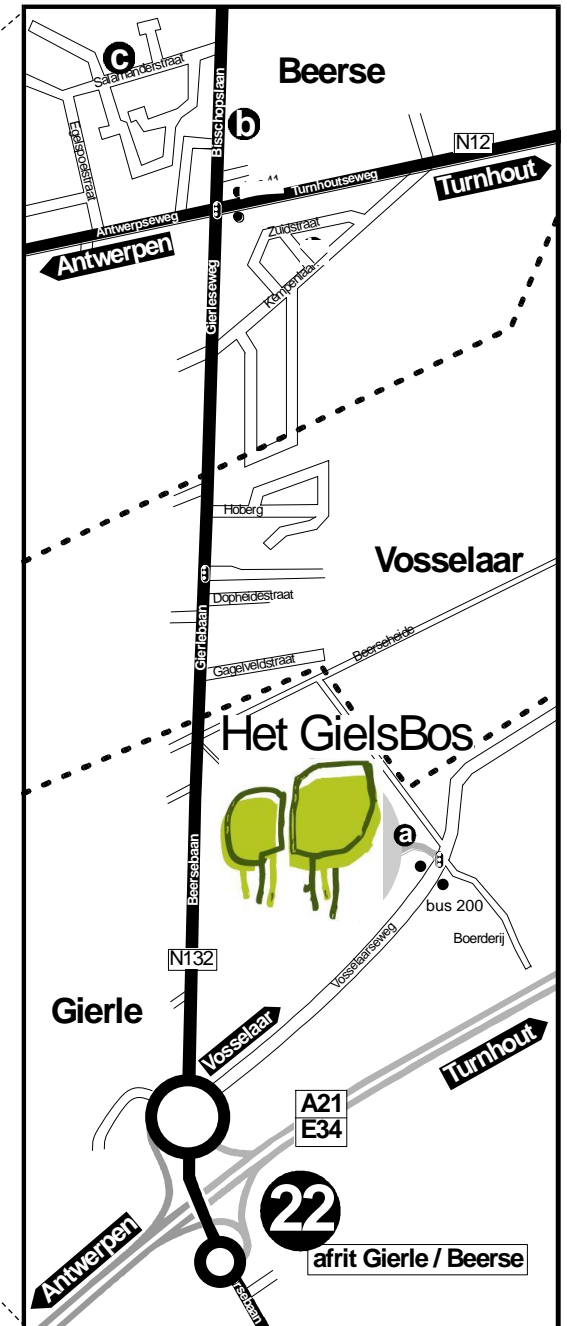 c
Salamanderstraat
Beerse
Bisschopslaan
b
Egelspoelstraat
N12
Turnhoutseweg
Turnhout
Antwerpseweg
Zuidstraat
Antwerpen
Gierleseweg
Hoberg
Vosselaar
Dopheidestraat
Gierlebaan
Beerseheide
Gagelveldstraat
Het GielsBos
a
Beersebaan
bus 200
Boerderij
Vosselaarseweg
N132
Gierle
Vosselaar
Turnhout
A21
E34
22
Antwerpen
afrit Gierle / Beerse